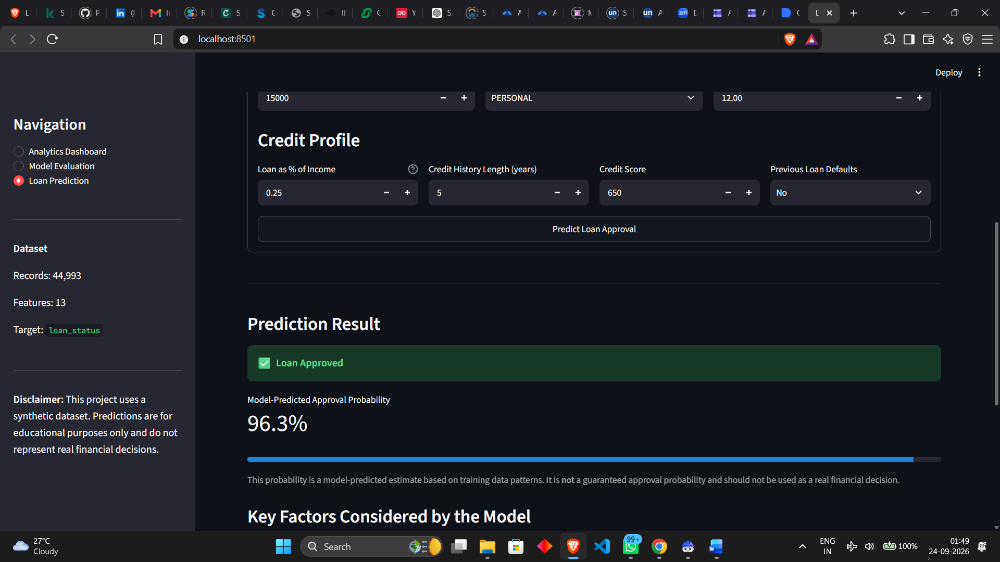 localhost:8501
Deploy
15000
PERSONAL
12.00
Navigation
Analytics Dashboard
Model Evaluation
Loan Prediction
Dataset
Records: 44,993
Features: 13
Target: loan_status
Disclaimer: This project uses a
synthetic dataset. Predictions are for
educational purposes only and do not
represent real financial decisions.
Credit Profile
Loan as % of Income
Credit History Length (years)
Credit Score
Previous Loan Defaults
0.25
5
650
No
Predict Loan Approval
Prediction Result
Loan Approved
Model-Predicted Approval Probability
96.3%
This probability is a model-predicted estimate based on training data patterns. It is not a guaranteed approval probability and should not be used as a real financial decision.
Key Factors Considered by the Model
27°C
Cloudy
Search
99+
ENG
IN
100%
01:49
24-09-2026